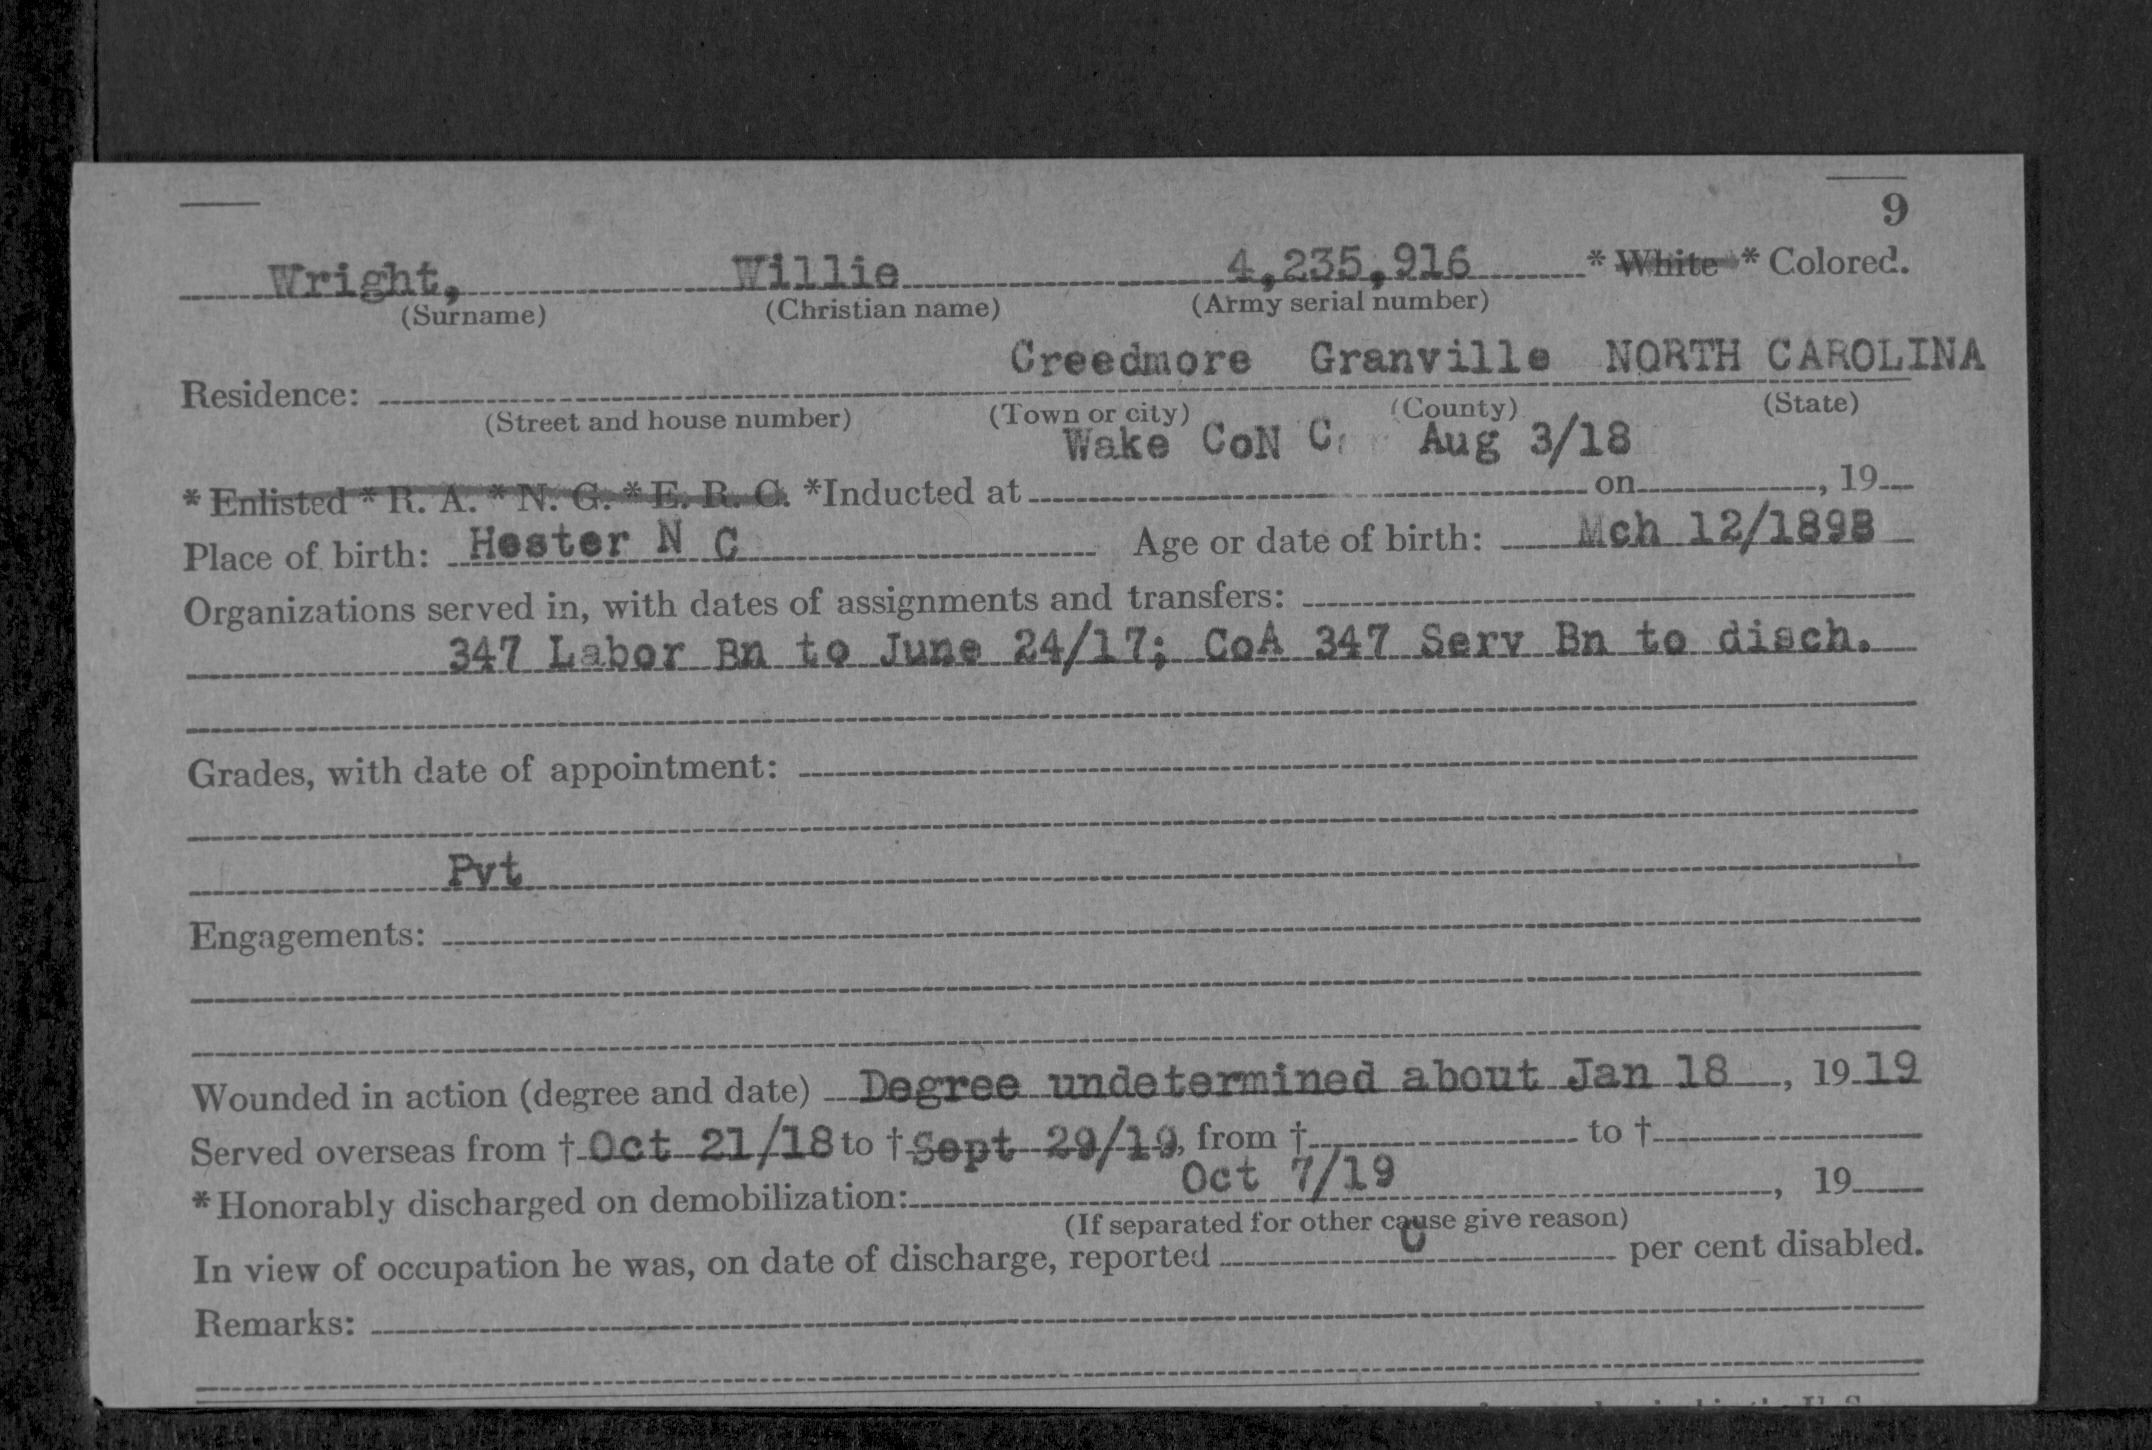 9
Wright, Willie 4,235,916 * White * Colored.
(Surname) (Christian name) (Army serial number)
Creedmore Granville NORTH CAROLINA
Residence:
(Street and house number) (Town or city) (County) (State)
Wake CoN C Aug 3/18
* Enlisted * R. A. * N. G. * E. R. C. *Inducted at on , 19
Place of birth: Hester N C Age or date of birth: Mch 12/1898
Organizations served in, with dates of assignments and transfers:
347 Labor Bn to June 24/17; CoA 347 Serv Bn to disch.
Grades, with date of appointment:
Pvt
Engagements:
Wounded in action (degree and date) Degree undetermined about Jan 18 , 19 19
Served overseas from † Oct 21/18 to † Sept 29/19, from † to †
Oct 7/19
* Honorably discharged on demobilization: , 19
(If separated for other cause give reason)
In view of occupation he was, on date of discharge, reported 0 per cent disabled.
Remarks: